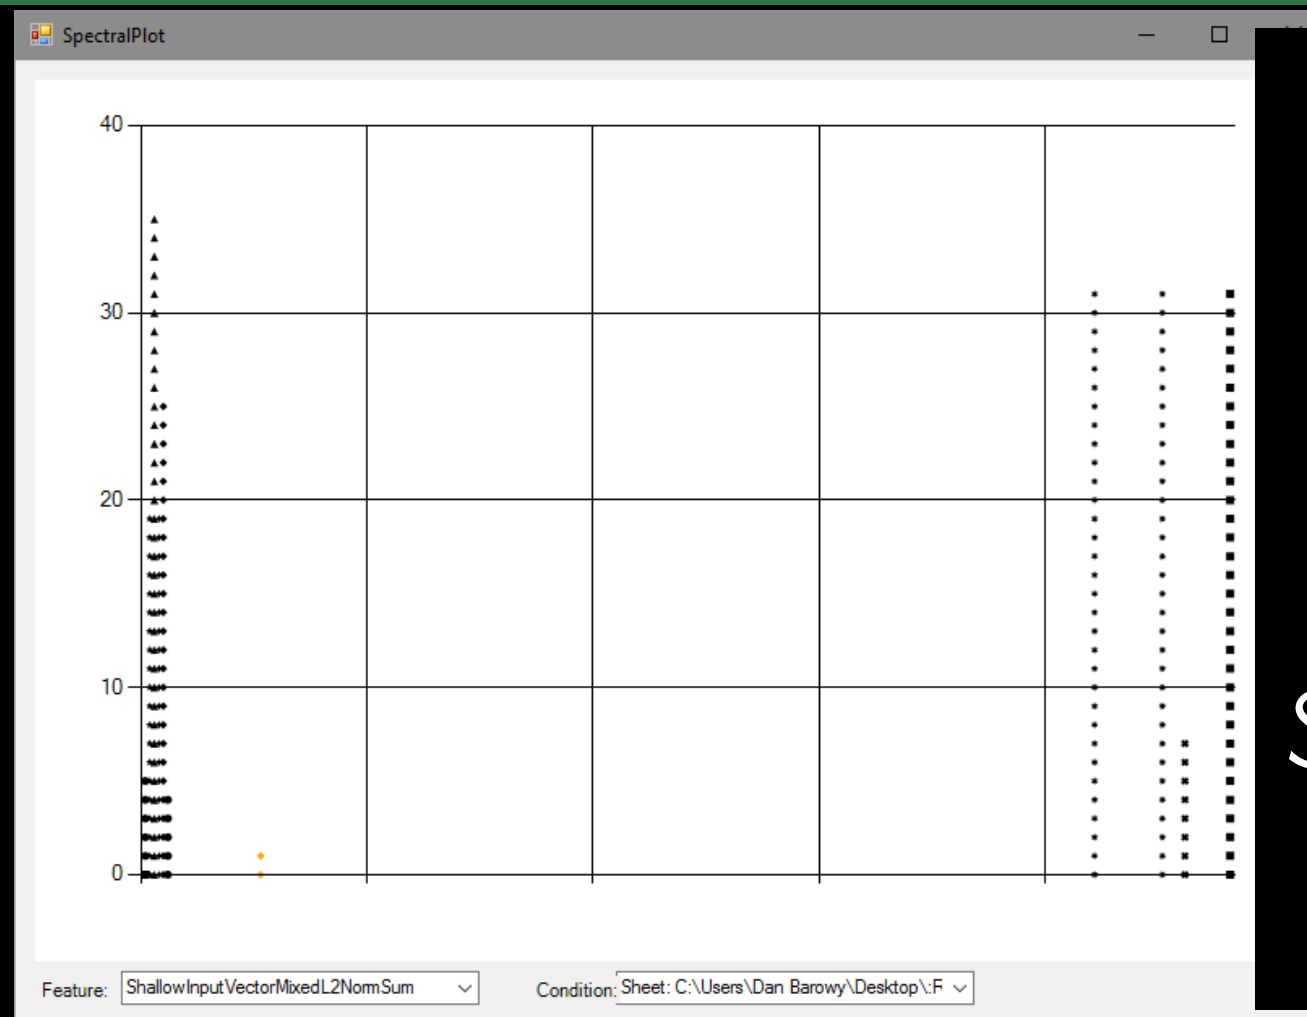 SpectralPlot
40
30
20
10
0
S
Feature: ShallowInputVectorMixedL2NormSum Condition: Sheet: C:\Users\Dan Barowy\Desktop\:F